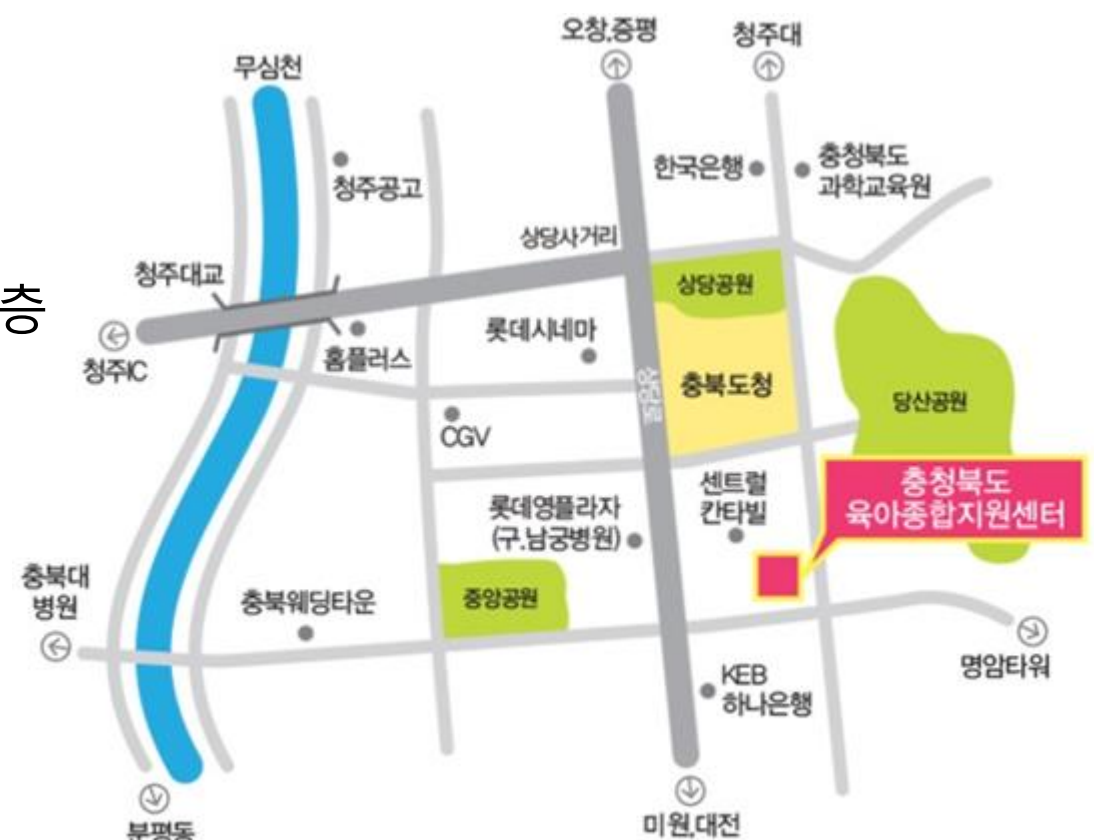 오창,증평
청주대
무심천
한국은행
충청북도
과학교육원
청주공고
상당사거리
청주대교
상당공원
층
롯데시네마
홈플러스
청주IC
충북도청
상당로
당산공원
CGV
충청북도
육아종합지원센터
센트럴
칸타빌
롯데영플라자
(구.남궁병원)
충북대
병원
충북웨딩타운
중앙공원
명암타워
KEB
하나은행
분평동
미원,대전